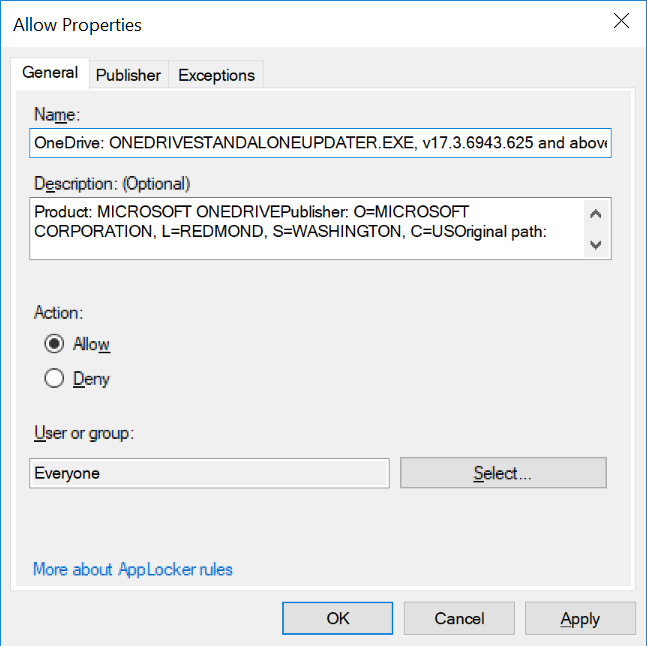 Allow Properties
General Publisher Exceptions
Name:
OneDrive: ONEDRIVESTANDALONEUPDATER.EXE, v17.3.6943.625 and above
Description: (Optional)
Product: MICROSOFT ONEDRIVEPublisher: O=MICROSOFT
CORPORATION, L=REDMOND, S=WASHINGTON, C=USOriginal path:
Action:
Allow
Deny
User or group:
Everyone
Select...
More about AppLocker rules
OK Cancel Apply